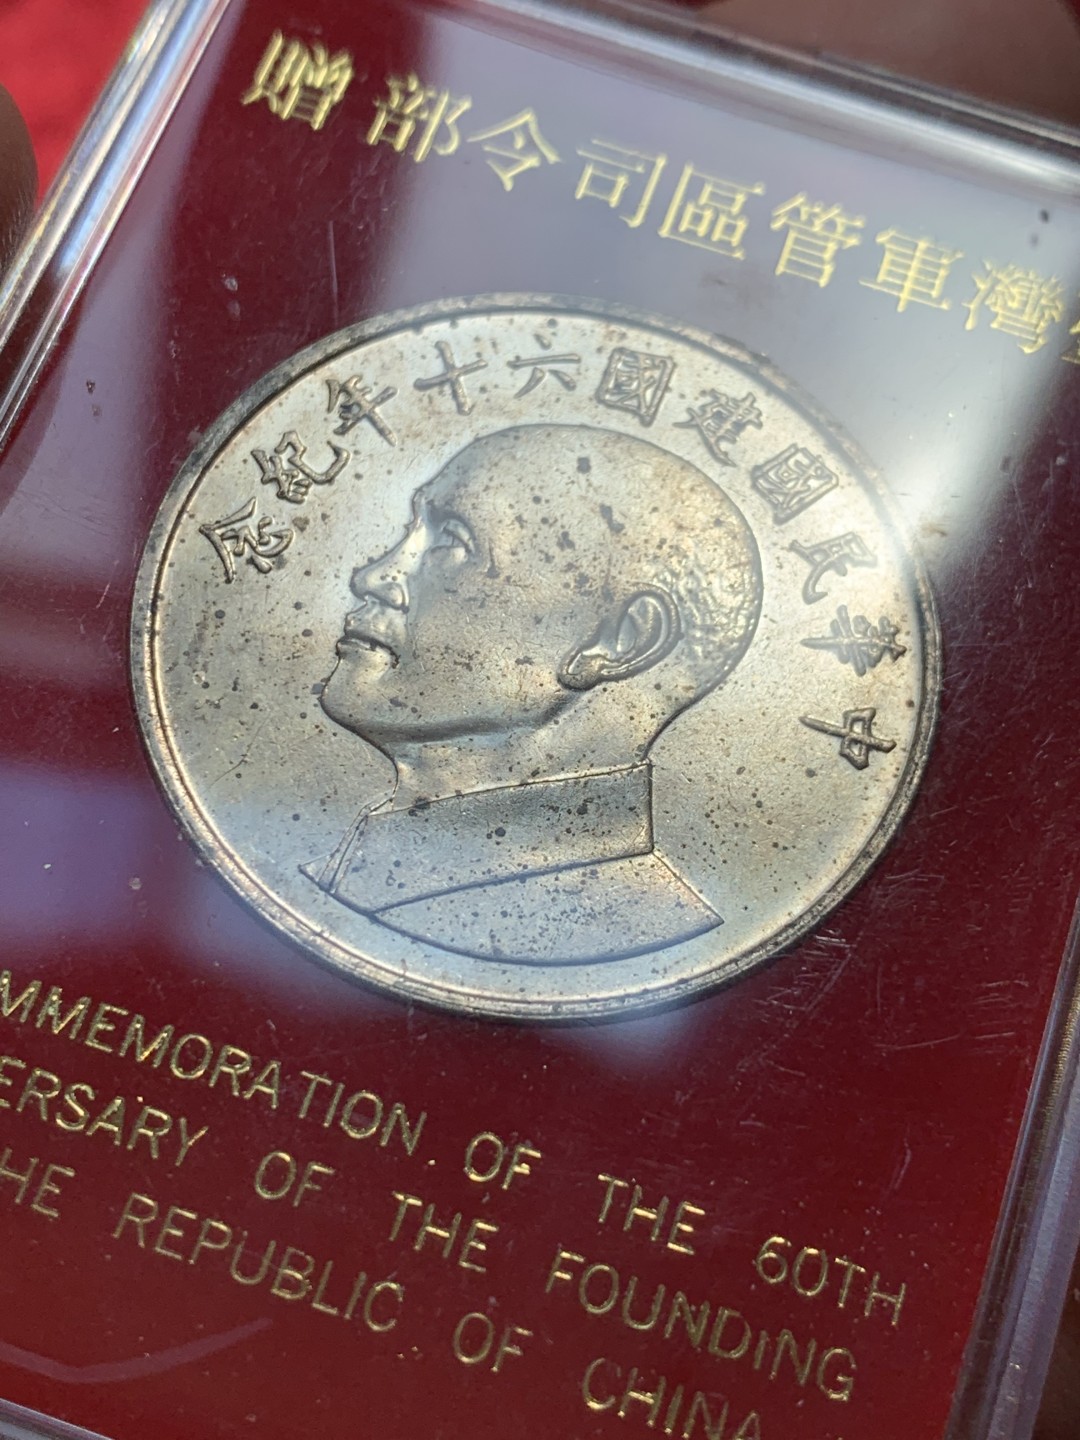 灣軍管區司令部贈
中華民國建國六十年紀念
MMEMORATION OF THE 60TH
ERSARY OF THE FOUNDING
HE REPUBLIC OF CHINA